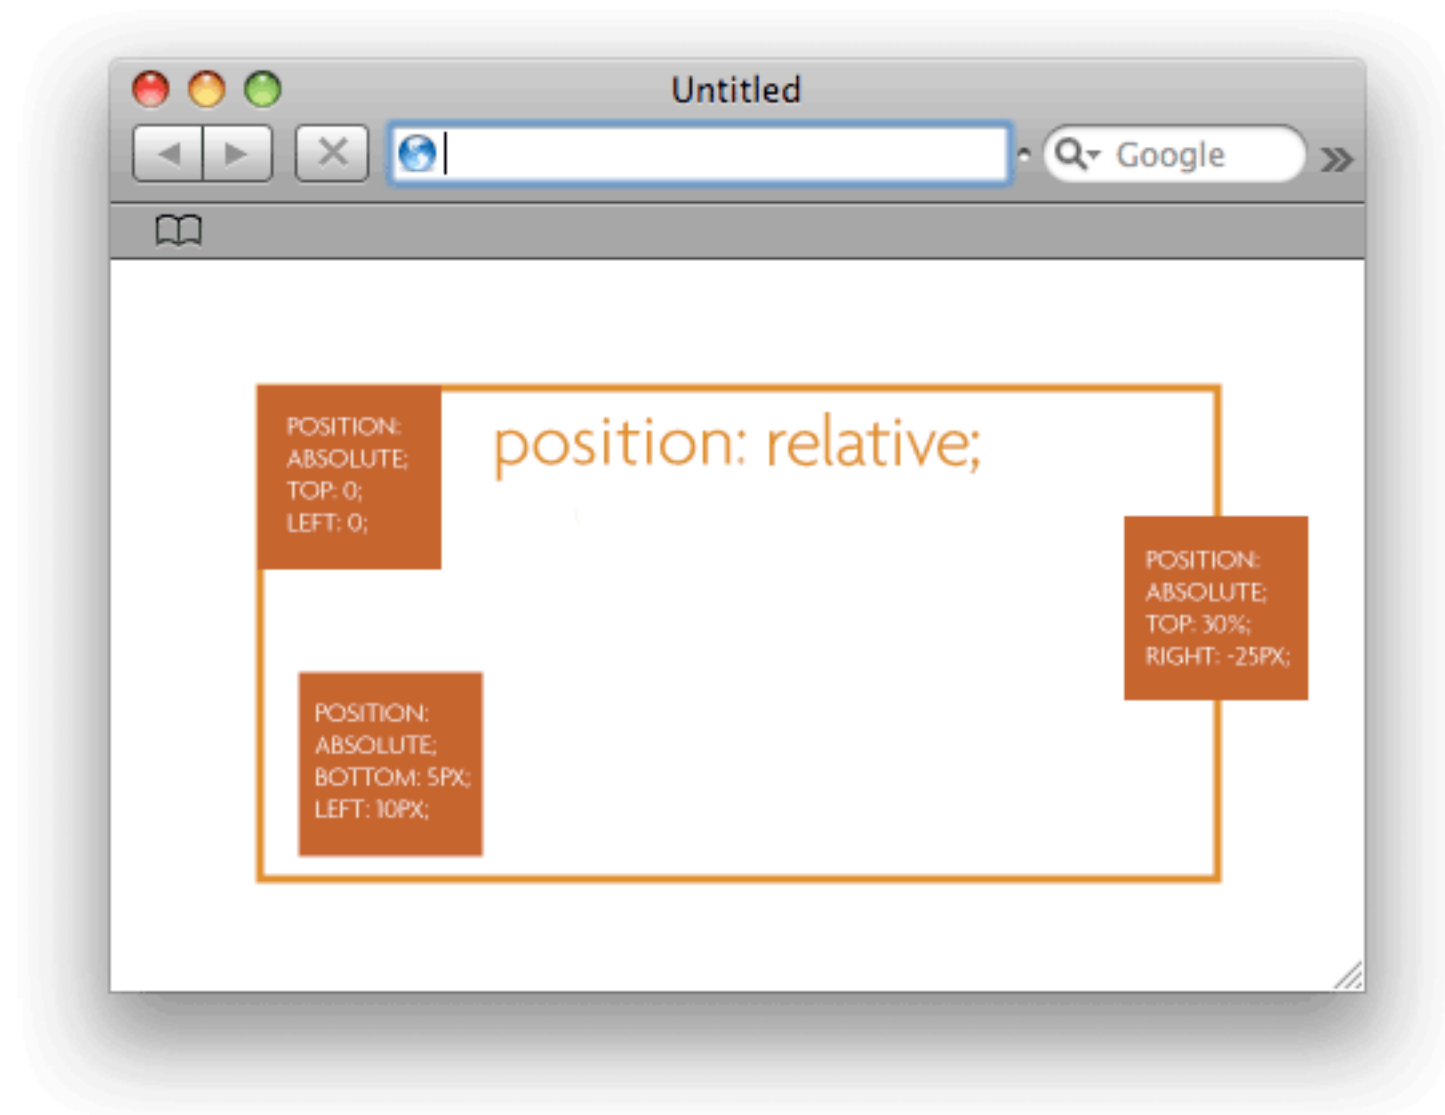 Untitled
Google
position: relative;
POSITION:
ABSOLUTE;
TOP: 0;
LEFT: 0;
POSITION:
ABSOLUTE;
TOP: 30%;
RIGHT: -25PX;
POSITION:
ABSOLUTE;
BOTTOM: 5PX;
LEFT: 10PX;